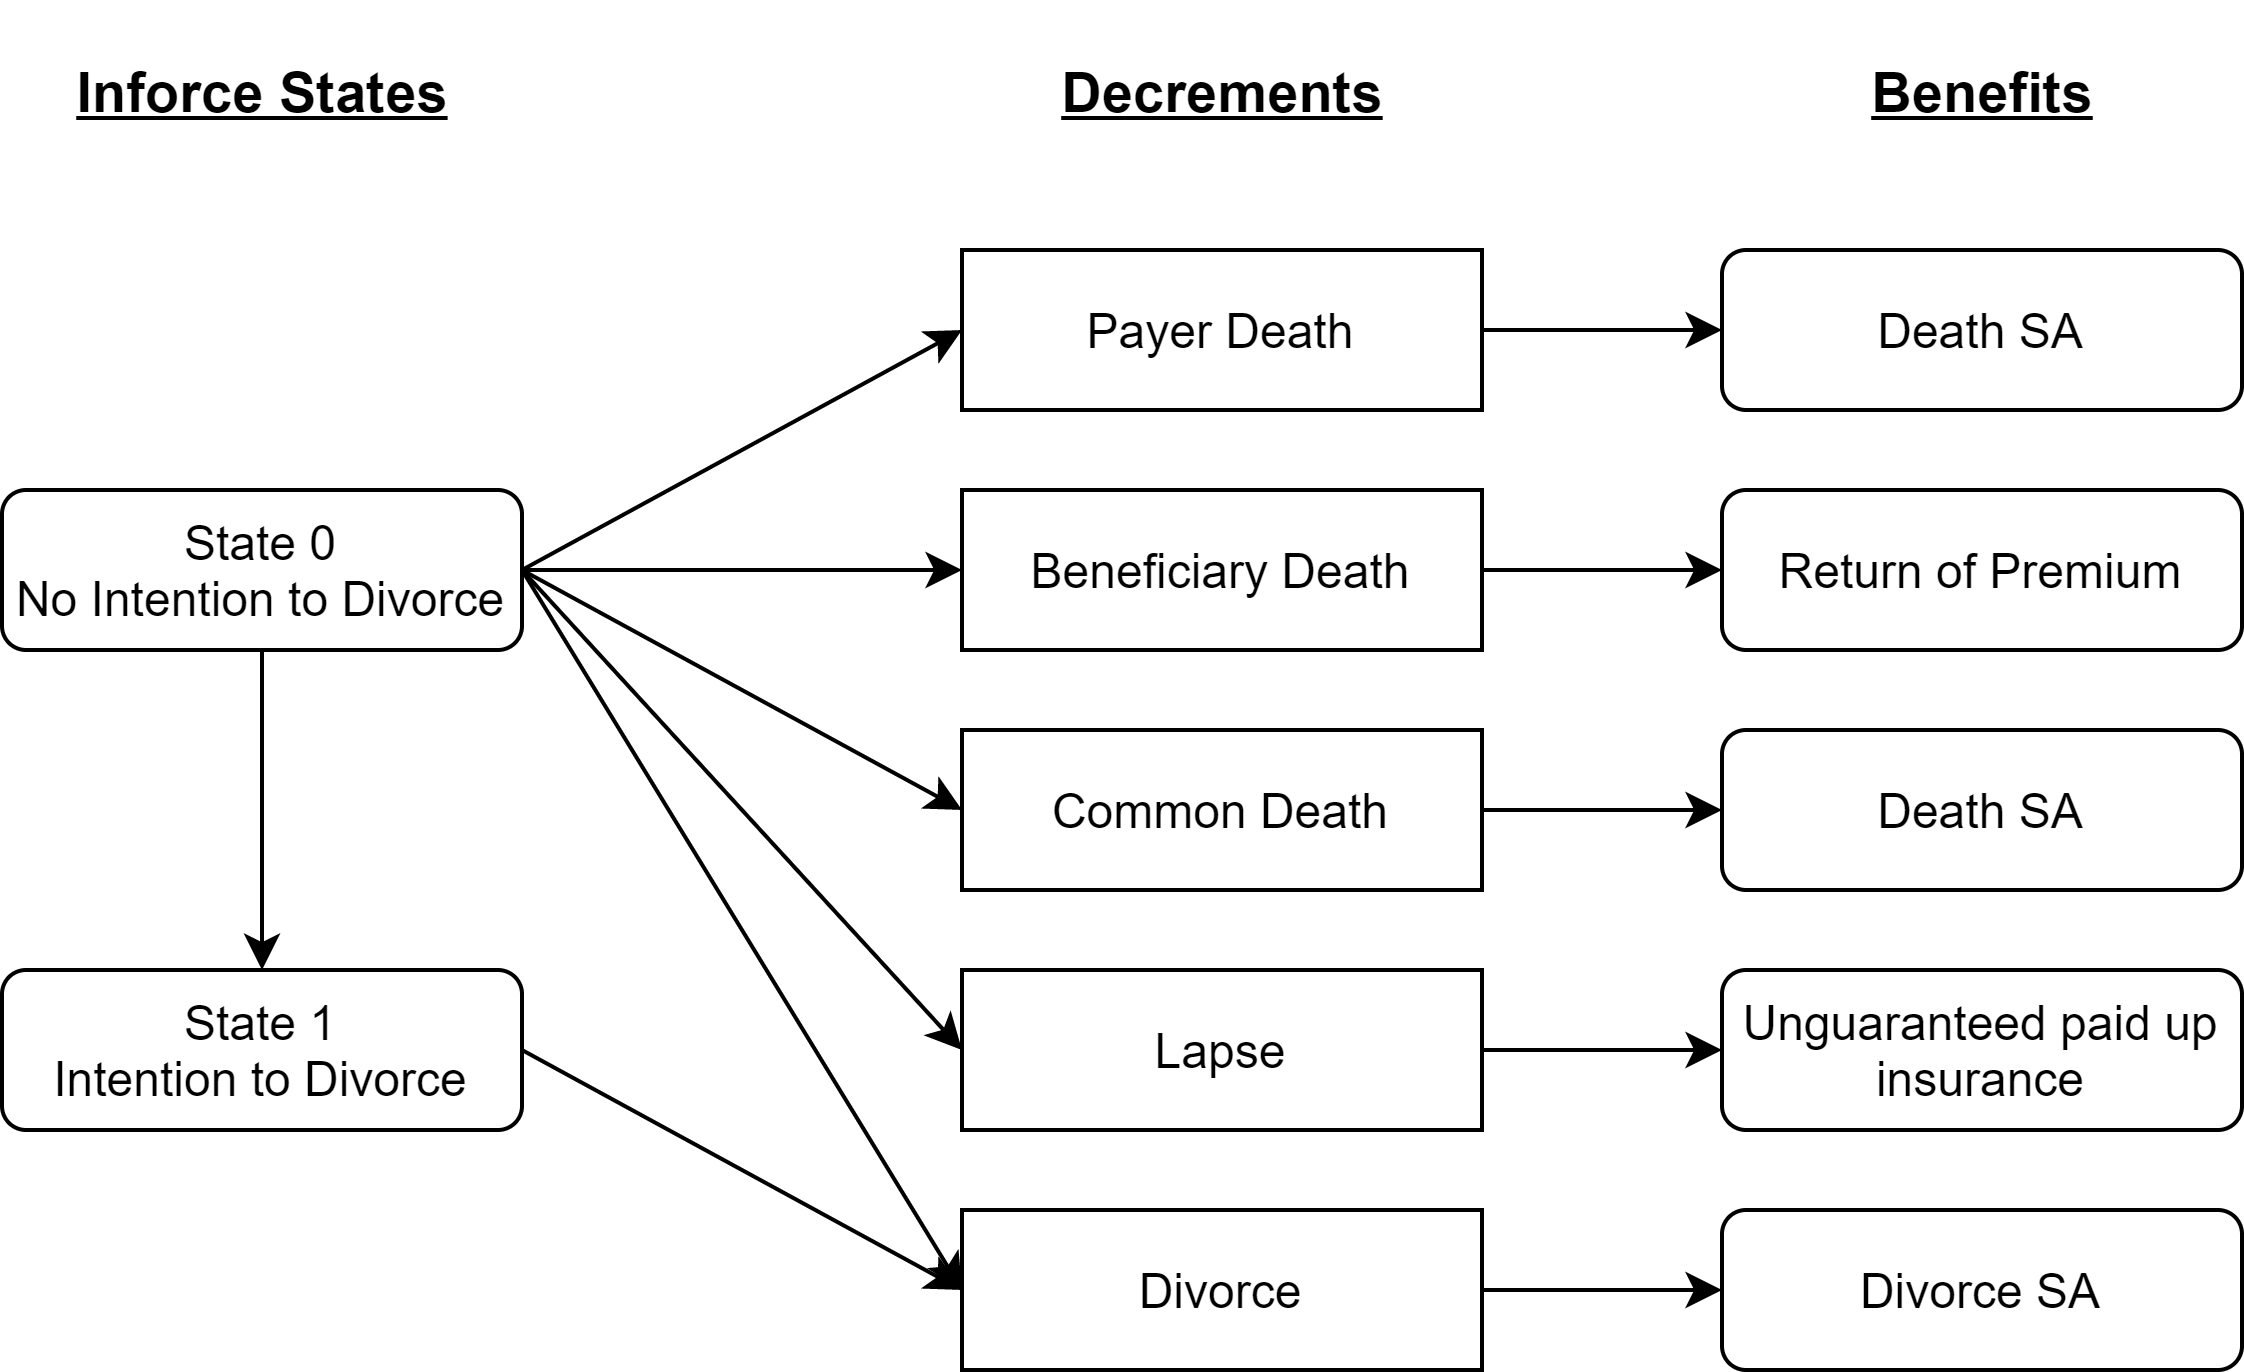 Inforce States
Decrements
Benefits
Payer Death
Death SA
State 0
No Intention to Divorce
Beneficiary Death
Return of Premium
Common Death
Death SA
State 1
Intention to Divorce
Lapse
Unguaranteed paid up
insurance
Divorce
Divorce SA